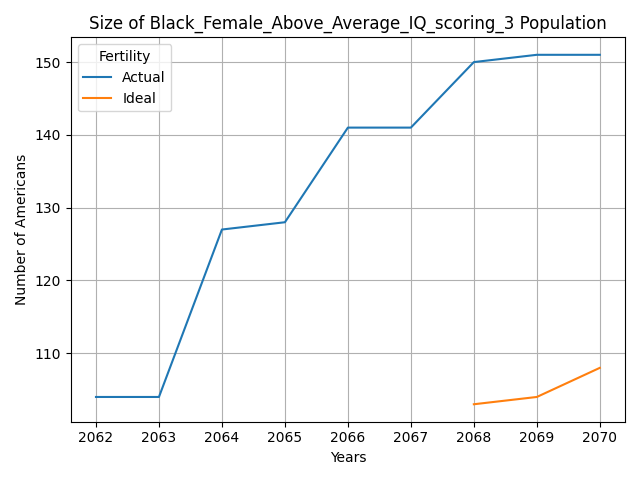 Size of Black_Female_Above_Average_IQ_scoring_3 Population
Fertility
Actual
Ideal
Number of Americans
150
140
130
120
110
2062 2063 2064 2065 2066 2067 2068 2069 2070
Years